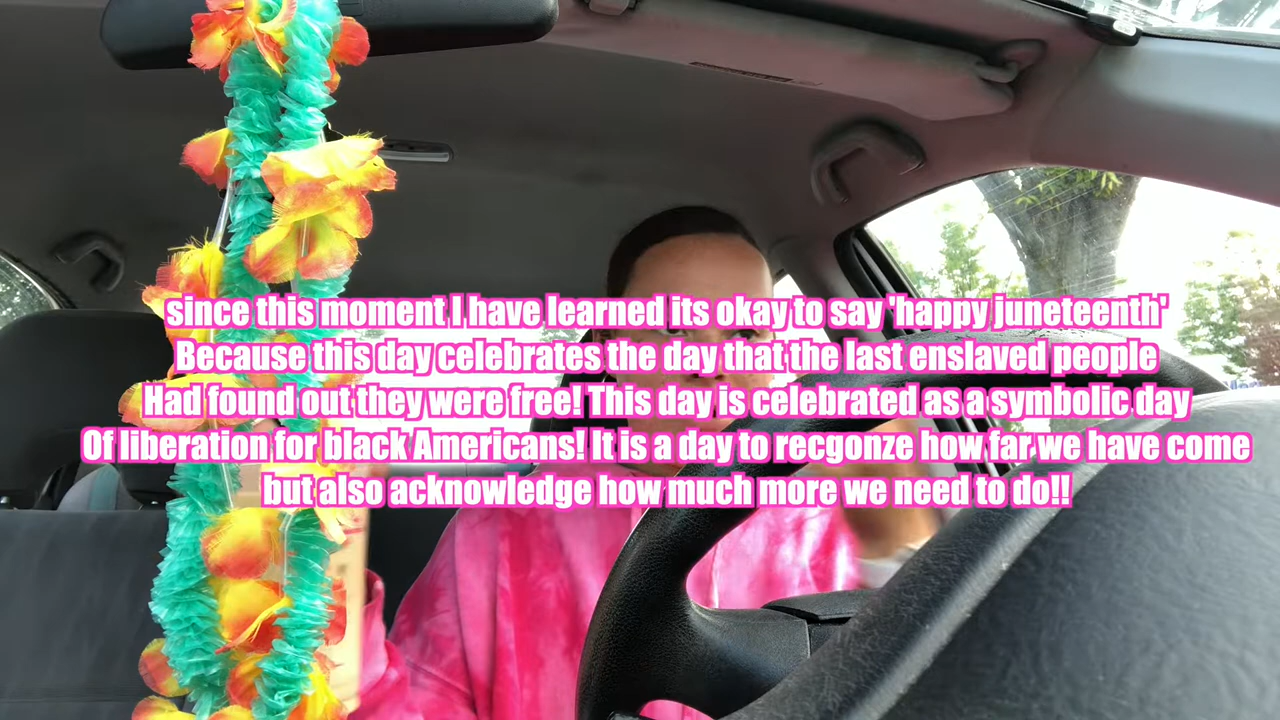 since this moment I have learned its okay to say 'happy juneteenth'
Because this day celebrates the day that the last enslaved people
Had found out they were free! This day is celebrated as a symbolic day
Of liberation for black Americans! It is a day to recgonze how far we have come
but also acknowledge how much more we need to do!!